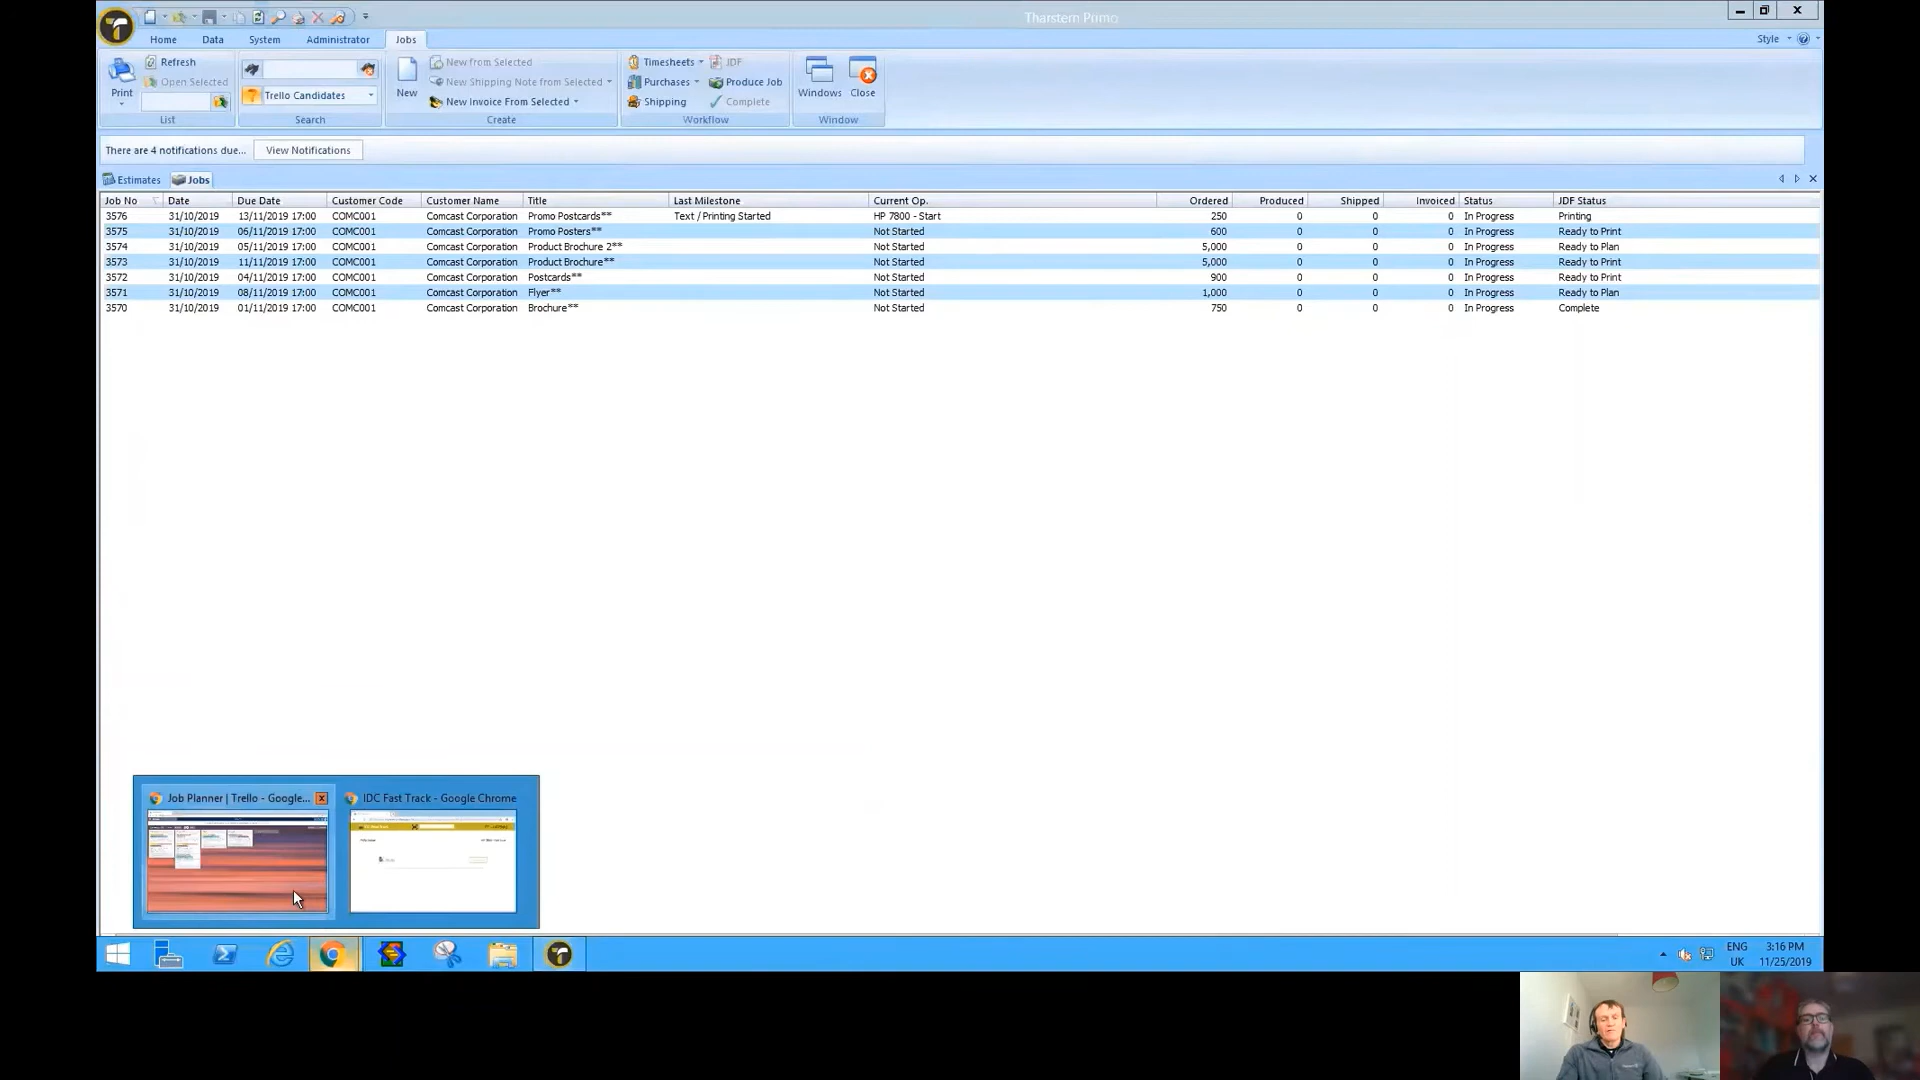 Tharstern Primo
Home Data System Administrator Jobs
Style
Print
Refresh
Open Selected
List
Trello Candidates
Search
New
New from Selected
New Shipping Note from Selected
New Invoice From Selected
Create
Timesheets JDF
Purchases Produce Job
Shipping Complete
Workflow
Windows Close
Window
There are 4 notifications due... View Notifications
Estimates Jobs
Job No Date Due Date Customer Code Customer Name Title Last Milestone Current Op. Ordered Produced Shipped Invoiced Status JDF Status
3576 31/10/2019 13/11/2019 17:00 COMC001 Comcast Corporation Promo Postcards** Text / Printing Started HP 7800 - Start 250 0 0 0 In Progress Printing
3575 31/10/2019 06/11/2019 17:00 COMC001 Comcast Corporation Promo Posters** Not Started 600 0 0 0 In Progress Ready to Print
3574 31/10/2019 05/11/2019 17:00 COMC001 Comcast Corporation Product Brochure 2** Not Started 5,000 0 0 0 In Progress Ready to Plan
3573 31/10/2019 11/11/2019 17:00 COMC001 Comcast Corporation Product Brochure** Not Started 5,000 0 0 0 In Progress Ready to Print
3572 31/10/2019 04/11/2019 17:00 COMC001 Comcast Corporation Postcards** Not Started 900 0 0 0 In Progress Ready to Print
3571 31/10/2019 08/11/2019 17:00 COMC001 Comcast Corporation Flyer** Not Started 1,000 0 0 0 In Progress Ready to Plan
3570 31/10/2019 01/11/2019 17:00 COMC001 Comcast Corporation Brochure** Not Started 750 0 0 0 In Progress Complete
Job Planner | Trello - Google... IDC Fast Track - Google Chrome
ENG 3:16 PM
UK 11/25/2019